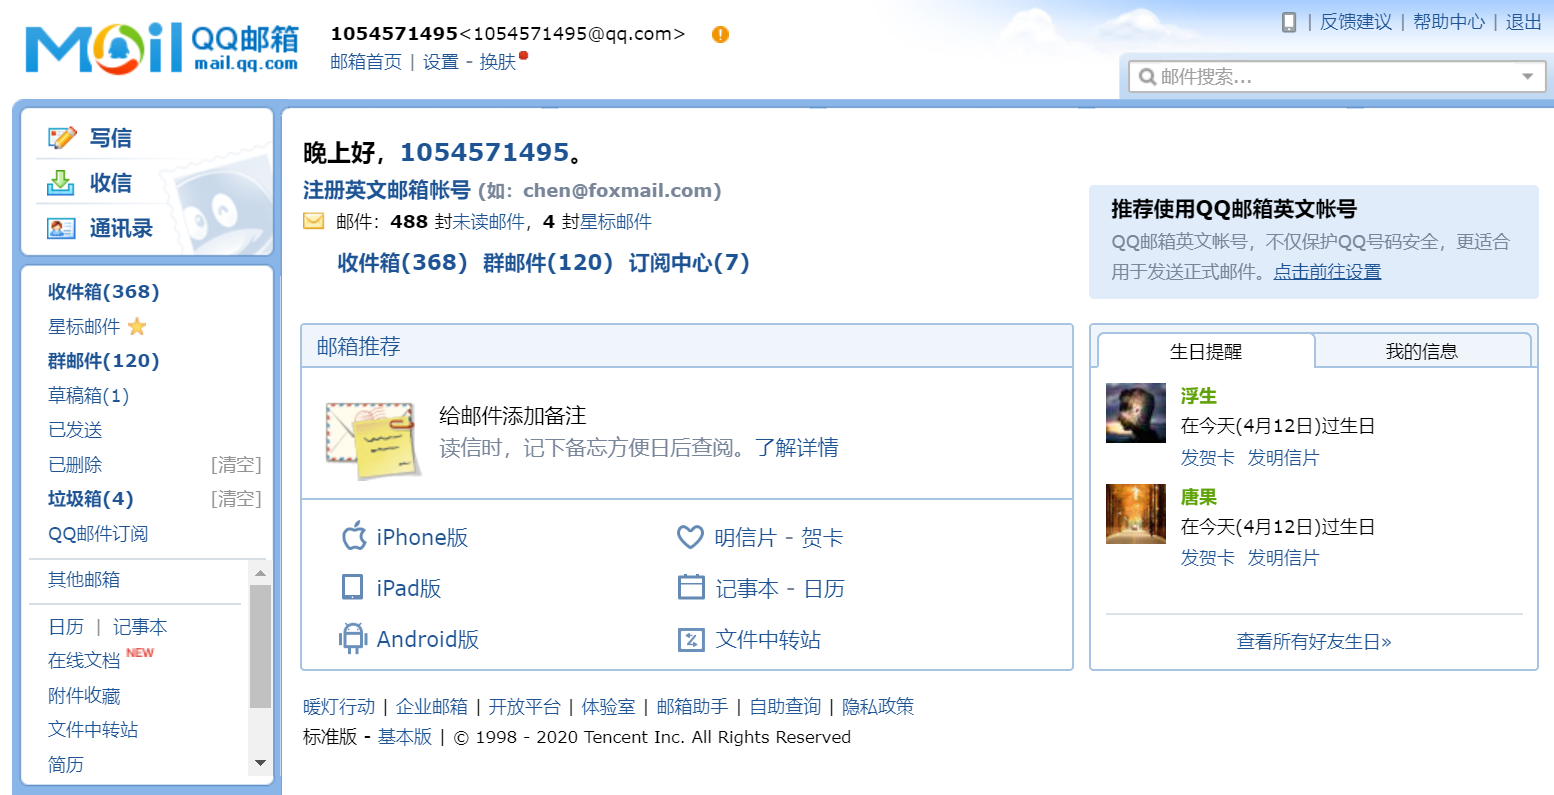 Mail QQ邮箱
mail.qq.com
1054571495<1054571495@qq.com>
邮箱首页 | 设置 - 换肤
| 反馈建议 | 帮助中心 | 退出
邮件搜索...
写信
收信
通讯录
收件箱(368)
星标邮件
群邮件(120)
草稿箱(1)
已发送
已删除 [清空]
垃圾箱(4) [清空]
QQ邮件订阅
其他邮箱
日历 | 记事本
在线文档 NEW
附件收藏
文件中转站
简历
晚上好，1054571495。
注册英文邮箱帐号 (如：chen@foxmail.com)
邮件：488 封未读邮件，4 封星标邮件
收件箱(368) 群邮件(120) 订阅中心(7)
推荐使用QQ邮箱英文帐号
QQ邮箱英文帐号，不仅保护QQ号码安全，更适合
用于发送正式邮件。点击前往设置
邮箱推荐
给邮件添加备注
读信时，记下备忘方便日后查阅。了解详情
iPhone版
明信片 - 贺卡
iPad版
记事本 - 日历
Android版
文件中转站
生日提醒 我的信息
浮生
在今天(4月12日)过生日
发贺卡 发明信片
唐果
在今天(4月12日)过生日
发贺卡 发明信片
查看所有好友生日»
暖灯行动 | 企业邮箱 | 开放平台 | 体验室 | 邮箱助手 | 自助查询 | 隐私政策
标准版 - 基本版 | © 1998 - 2020 Tencent Inc. All Rights Reserved